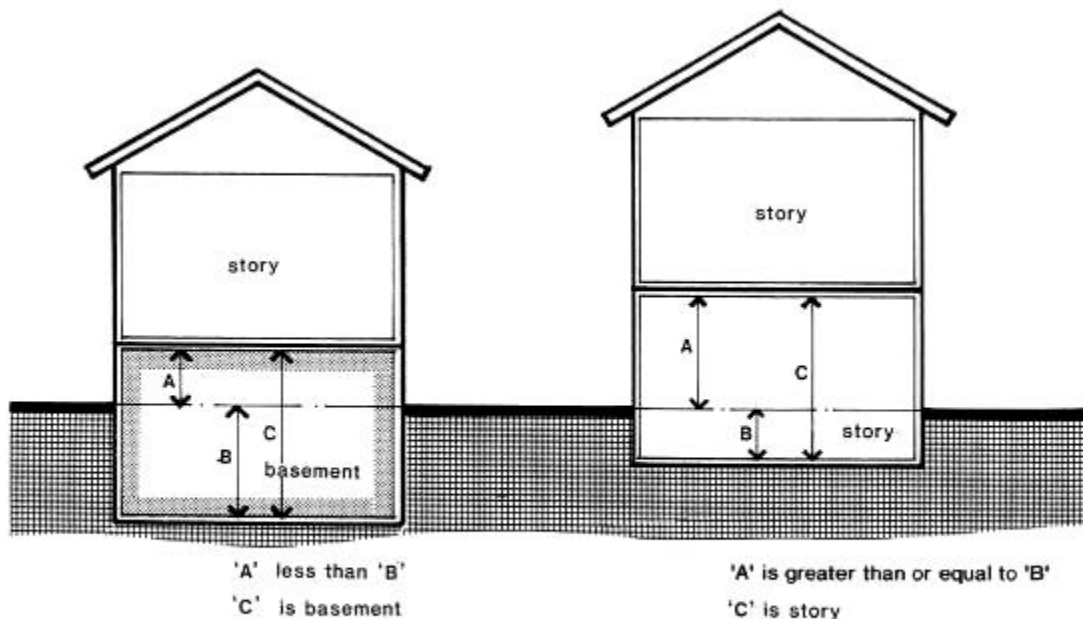 story
A
B
C
basement
'A' less than 'B'
'C' is basement
story
A
C
B
story
'A' is greater than or equal to 'B'
'C' is story